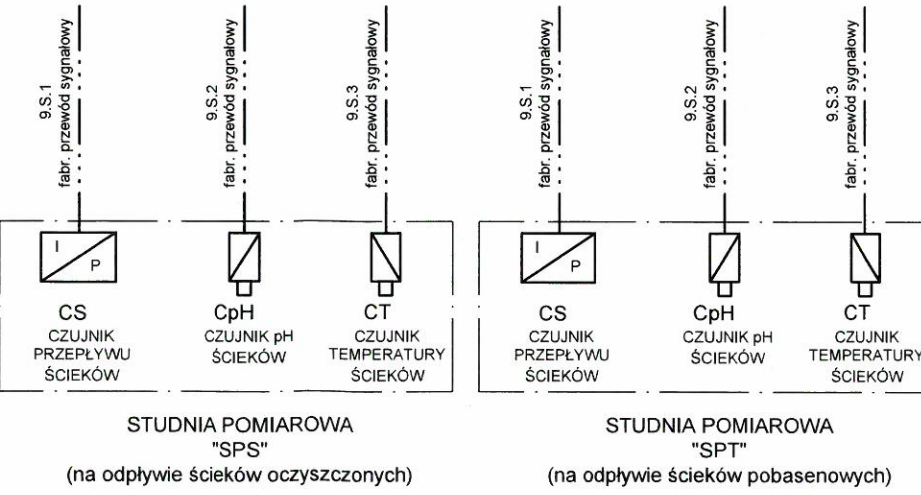 9.S.1
fabr. przewód sygnałowy
9.S.2
fabr. przewód sygnałowy
9.S.3
fabr. przewód sygnałowy
I
P
CS
CZUJNIK
PRZEPŁYWU
ŚCIEKÓW
CpH
CZUJNIK pH
ŚCIEKÓW
CT
CZUJNIK
TEMPERATURY
ŚCIEKÓW
STUDNIA POMIAROWA
"SPS"
(na odpływie ścieków oczyszczonych)
9.S.1
fabr. przewód sygnałowy
9.S.2
fabr. przewód sygnałowy
9.S.3
fabr. przewód sygnałowy
I
P
CS
CZUJNIK
PRZEPŁYWU
ŚCIEKÓW
CpH
CZUJNIK pH
ŚCIEKÓW
CT
CZUJNIK
TEMPERATURY
ŚCIEKÓW
STUDNIA POMIAROWA
"SPT"
(na odpływie ścieków pobasenowych)